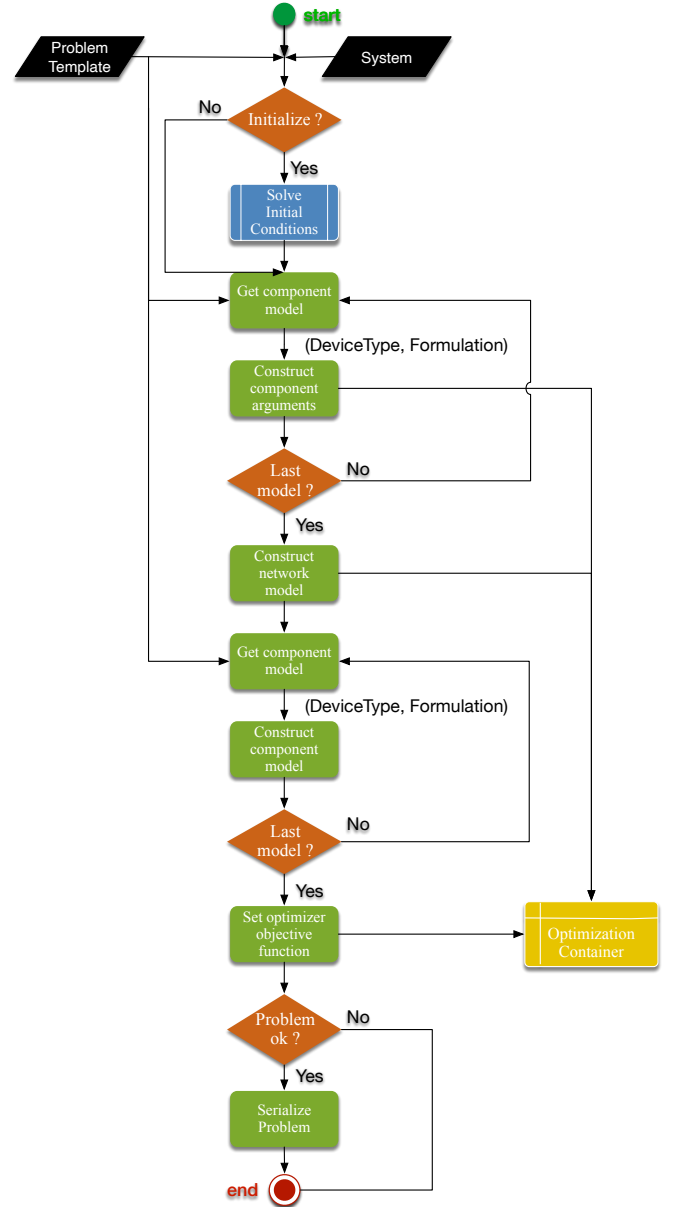 start
Problem
Template
System
No
Initialize ?
Yes
Solve
Initial
Conditions
Get component
model
(DeviceType, Formulation)
Construct
component
arguments
Last
model ?
No
Yes
Construct
network
model
Get component
model
(DeviceType, Formulation)
Construct
component
model
Last
model ?
No
Yes
Set optimizer
objective
function
Optimization
Container
Problem
ok ?
No
Yes
Serialize
Problem
end